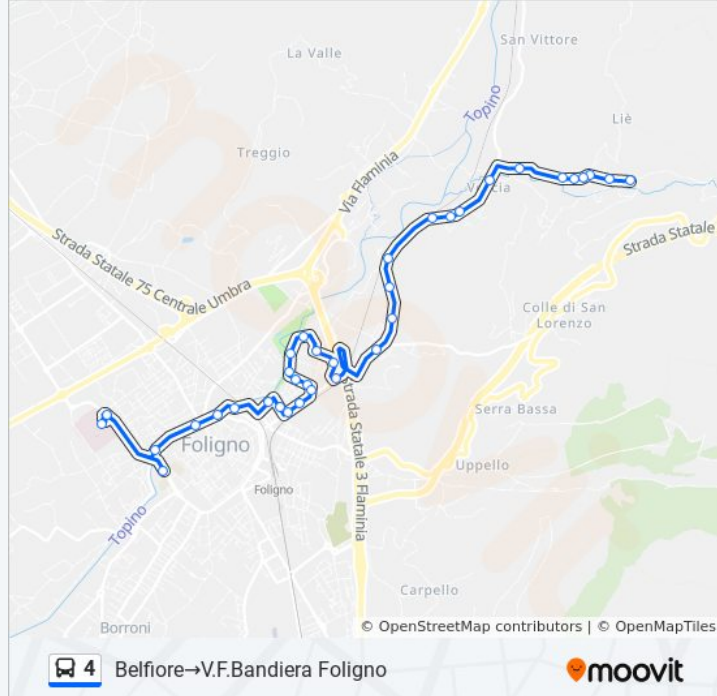 San Vittore
La Valle
Topino
Liè
Treggio
Via Flaminia
Strada Statale
Strada Statale 75 Centrale Umbra
Colle di San
Lorenzo
Serra Bassa
Strada Statale 3 Flaminia
Foligno
Uppello
Foligno
Topino
Carpello
Borroni
© OpenStreetMap contributors | © OpenMapTiles
4 Belfiore→V.F.Bandiera Foligno
moovit